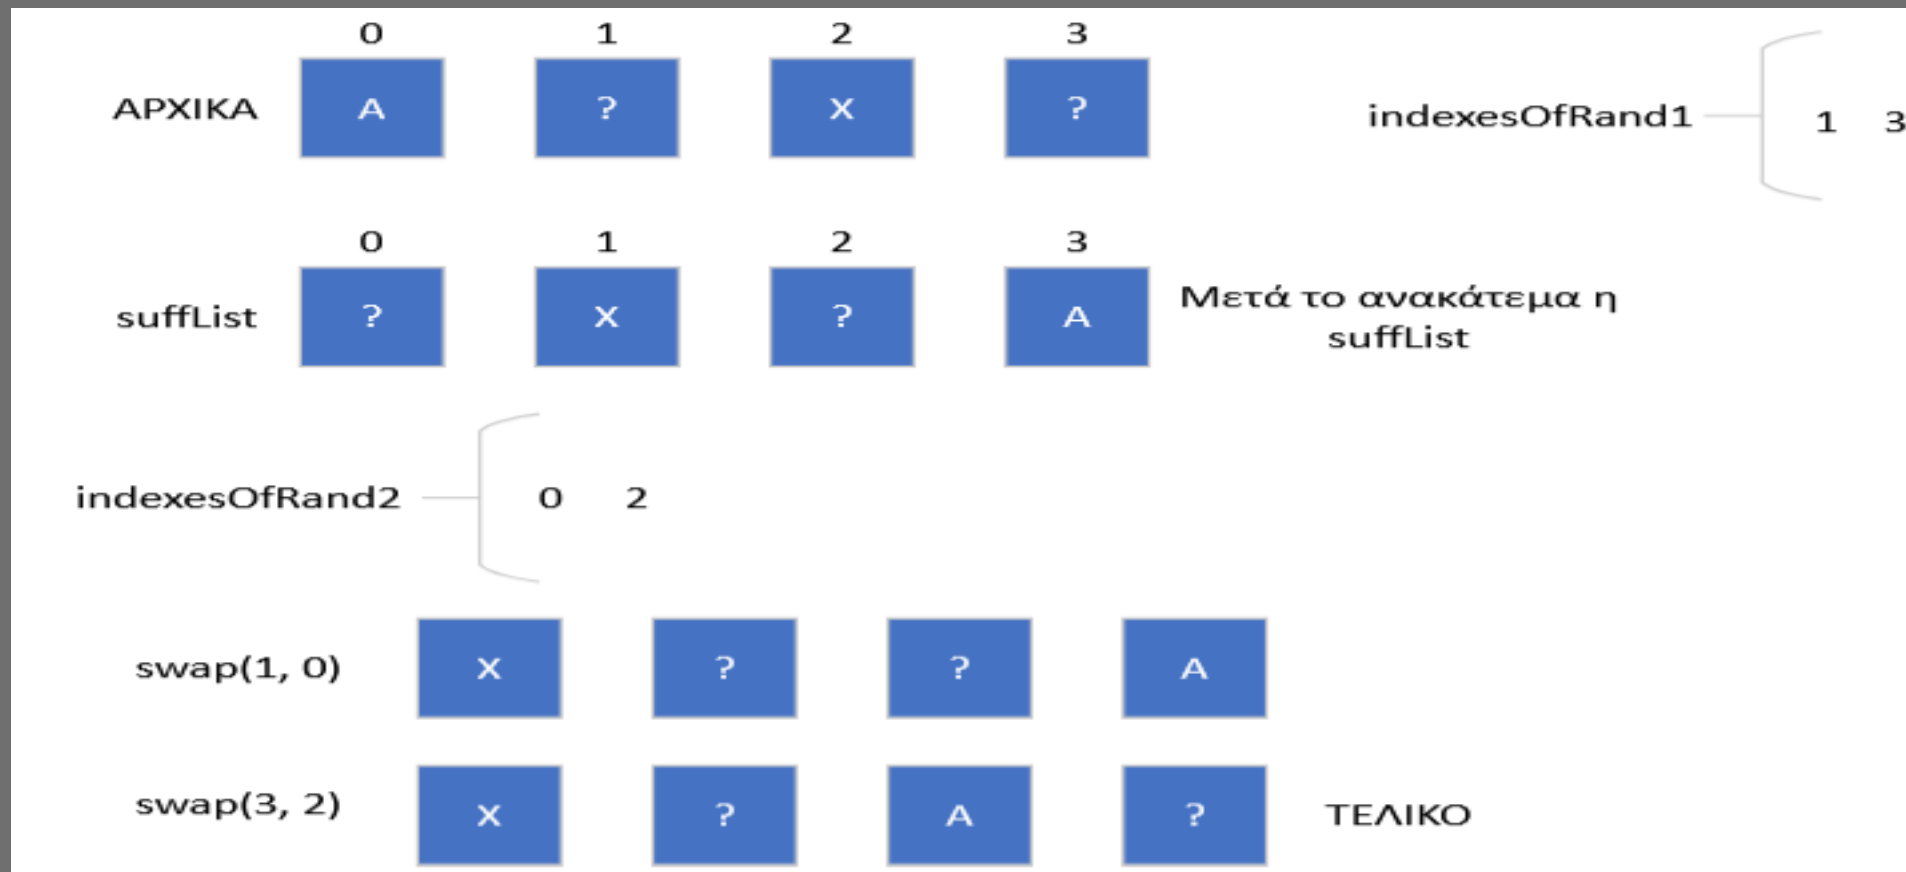 0 1 2 3
ΑΡΧΙΚΑ A ? X ? indexesOfRand1 1 3
0 1 2 3
suffList ? X ? A Μετά το ανακάτεμα η
suffList
indexesOfRand2 0 2
swap(1, 0) X ? ? A
swap(3, 2) X ? A ? ΤΕΛΙΚΟ